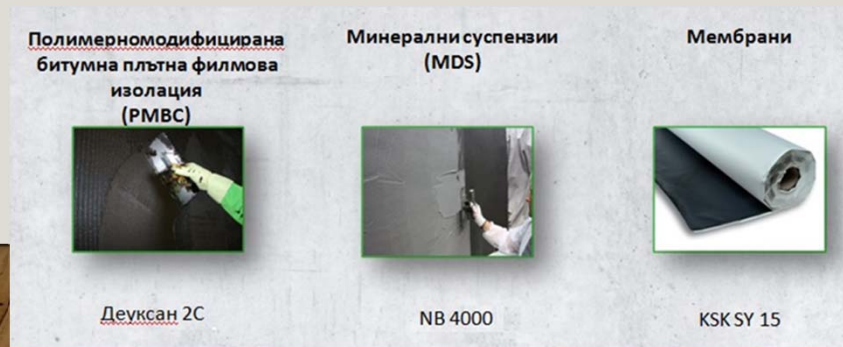 Полимерномодифицирана
битумна плътна филмова
изолация
(PMBC)
Минерални суспензии
(MDS)
Мембрани
Деуксан 2C
NB 4000
KSK SY 15